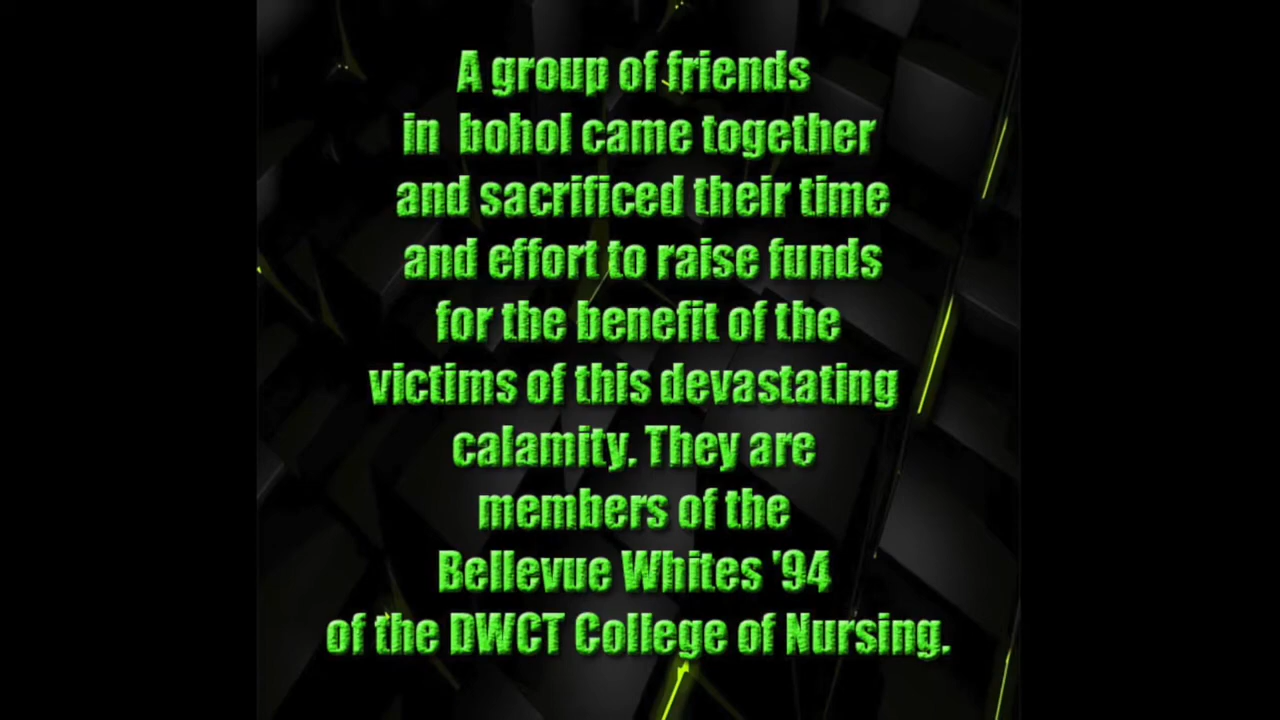 A group of friends
in bohol came together
and sacrificed their time
and effort to raise funds
for the benefit of the
victims of this devastating
calamity. They are
members of the
Bellevue Whites '94
of the DWCT College of Nursing.